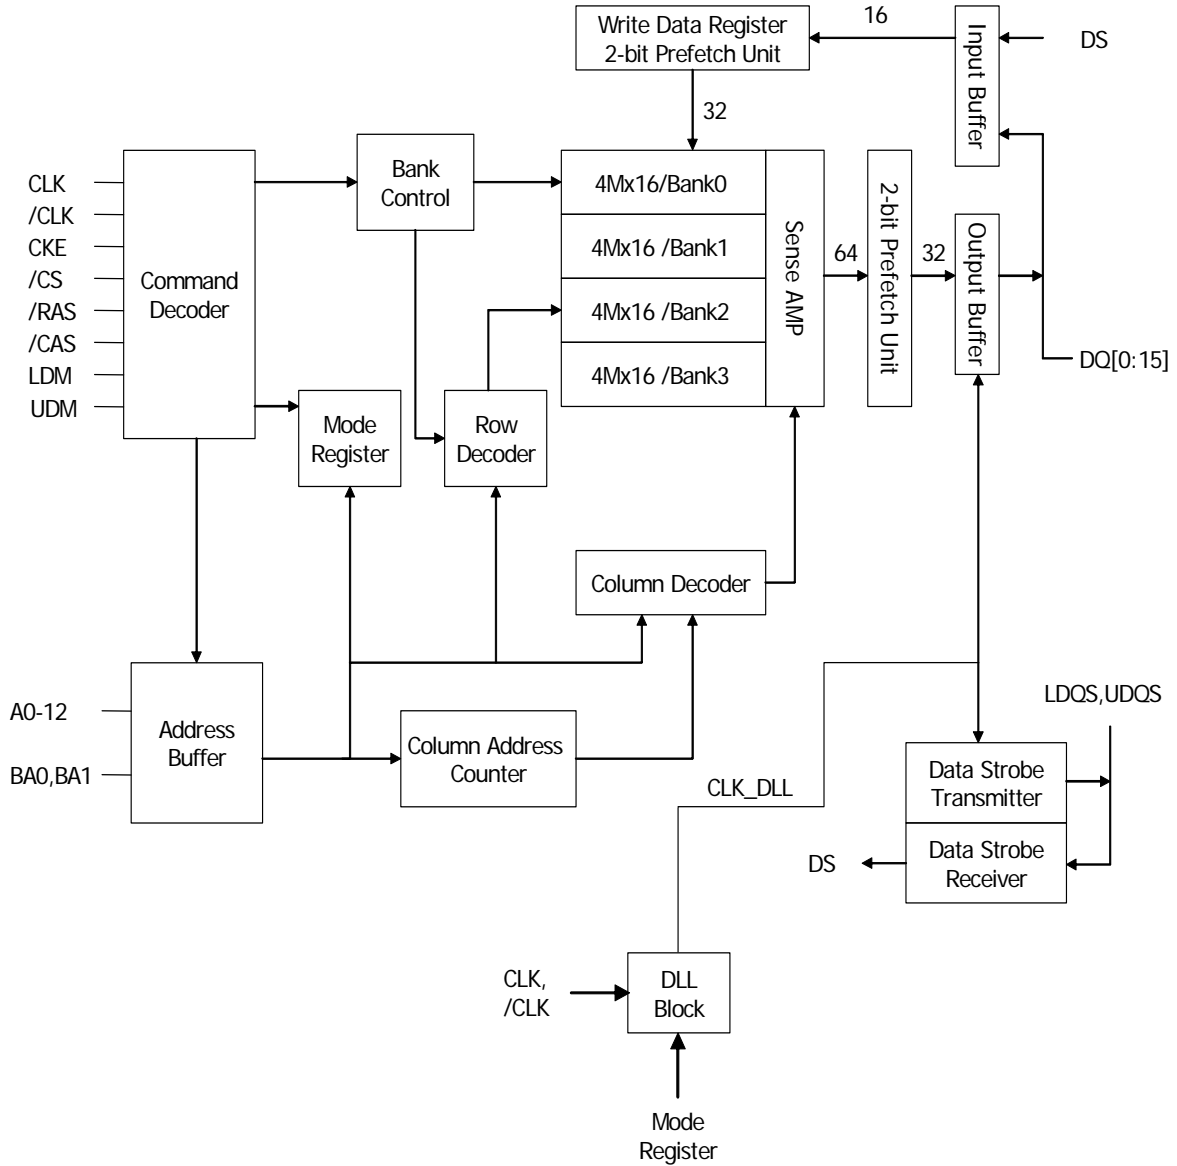 Write Data Register
2-bit Prefetch Unit
16
Input Buffer
DS
32
CLK
/CLK
CKE
/CS
/RAS
/CAS
LDM
UDM
Command
Decoder
Bank
Control
4Mx16/Bank0
4Mx16 /Bank1
4Mx16 /Bank2
4Mx16 /Bank3
Sense AMP
64
2-bit Prefetch Unit
32
Output Buffer
DQ[0:15]
Mode
Register
Row
Decoder
Column Decoder
A0-12
BA0,BA1
Address
Buffer
Column Address
Counter
LDQS,UDQS
CLK_DLL
Data Strobe
Transmitter
Data Strobe
Receiver
DS
CLK,
/CLK
DLL
Block
Mode
Register